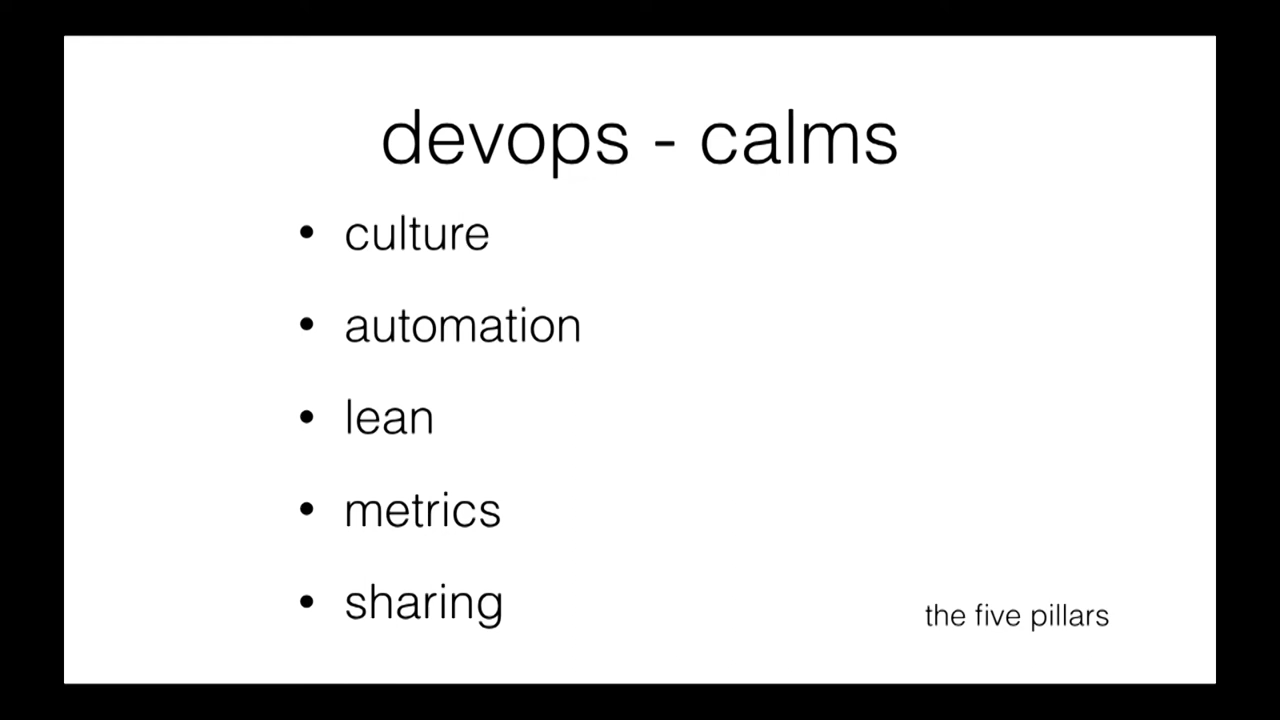 devops - calms
• culture
• automation
• lean
• metrics
• sharing
the five pillars